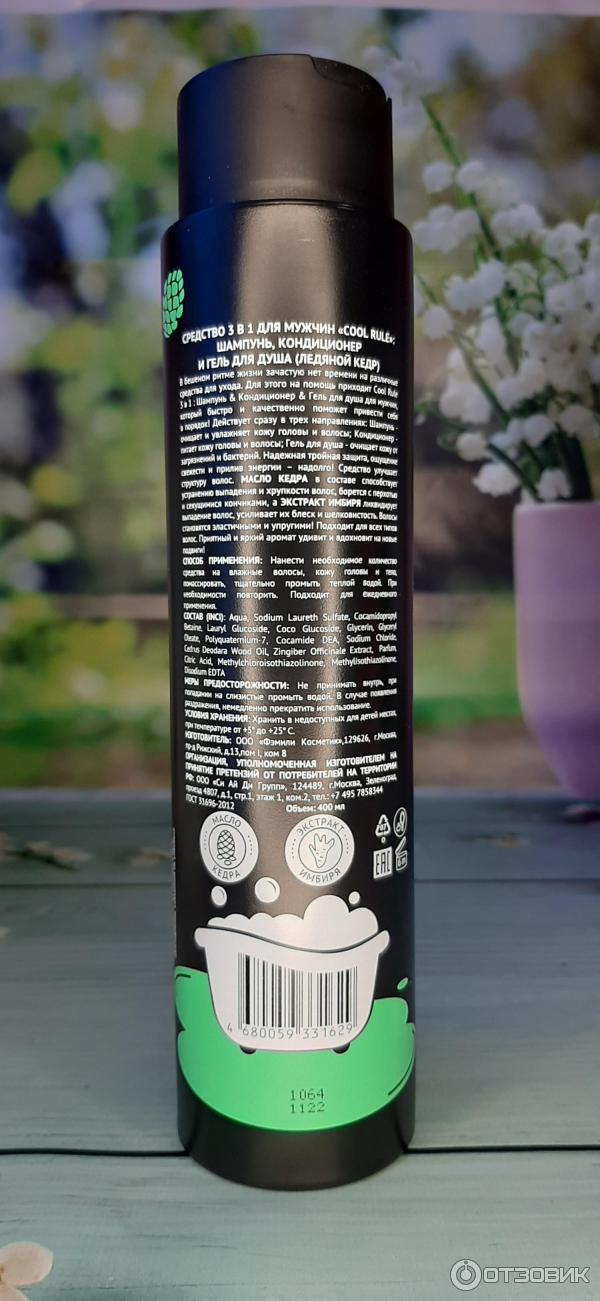 СРЕДСТВО 3 В 1 ДЛЯ МУЖЧИН «COOL RULE»:
ШАМПУНЬ, КОНДИЦИОНЕР
И ГЕЛЬ ДЛЯ ДУША (ЛЕДЯНОЙ КЕДР)
В бешеном ритме жизни зачастую нет времени на различные
средства для ухода. Для этого на помощь приходит Cool Rule
3 в 1 : Шампунь & Кондиционер & Гель для душа для мужчин,
который быстро и качественно поможет привести себя
в порядок! Действует сразу в трех направлениях: Шампунь -
очищает и увлажняет кожу головы и волосы; Кондиционер -
питает кожу головы и волосы; Гель для душа - очищает кожу от
загрязнений и бактерий. Надежная тройная защита, ощущение
свежести и прилив энергии – надолго! Средство улучшает
структуру волос. МАСЛО КЕДРА в составе способствует
устранению выпадения и хрупкости волос, борется с перхотью
и секущимися кончиками, а ЭКСТРАКТ ИМБИРЯ ликвидирует
выпадение волос, усиливает их блеск и шелковистость. Волосы
становятся эластичными и упругими! Подходит для всех типов
волос. Приятный и яркий аромат удивит и вдохновит на новые
подвиги!
СПОСОБ ПРИМЕНЕНИЯ: Нанести необходимое количество
средства на влажные волосы, кожу головы и тело,
помассировать, тщательно промыть теплой водой. При
необходимости повторить. Подходит для ежедневного
применения.
СОСТАВ (INCI): Aqua, Sodium Laureth Sulfate, Cocamidopropyl
Betaine, Lauryl Glucoside, Coco Glucoside, Glycerin, Glyceryl
Oleate, Polyquaternium-7, Cocamide DEA, Sodium Chloride,
Cedrus Deodara Wood Oil, Zingiber Officinale Extract, Parfum,
Citric Acid, Methylchloroisothiazolinone, Methylisothiazolinone,
Disodium EDTA
МЕРЫ ПРЕДОСТОРОЖНОСТИ: Не принимать внутрь, при
попадании на слизистые промыть водой. В случае появления
раздражения, немедленно прекратить использование.
УСЛОВИЯ ХРАНЕНИЯ: Хранить в недоступных для детей местах,
при температуре от +5° до +25° С.
ИЗГОТОВИТЕЛЬ: ООО «Фэмили Косметик»,129626, г.Москва,
пр-д Рижский, д.13,пом I, ком 8
ОРГАНИЗАЦИЯ, УПОЛНОМОЧЕННАЯ ИЗГОТОВИТЕЛЕМ НА
ПРИНЯТИЕ ПРЕТЕНЗИЙ ОТ ПОТРЕБИТЕЛЕЙ НА ТЕРРИТОРИИ
РФ: ООО «Си Ай Ди Групп», 124489, г.Москва, Зеленоград,
проезд 4807, д.1, стр.1, этаж 1, ком.2, тел.: +7 495 7858344
ГОСТ 31696-2012 Объем: 400 мл
МАСЛО КЕДРА
ЭКСТРАКТ ИМБИРЯ
EAC
4 680059 331629
1064
1122
ОТЗОВИК